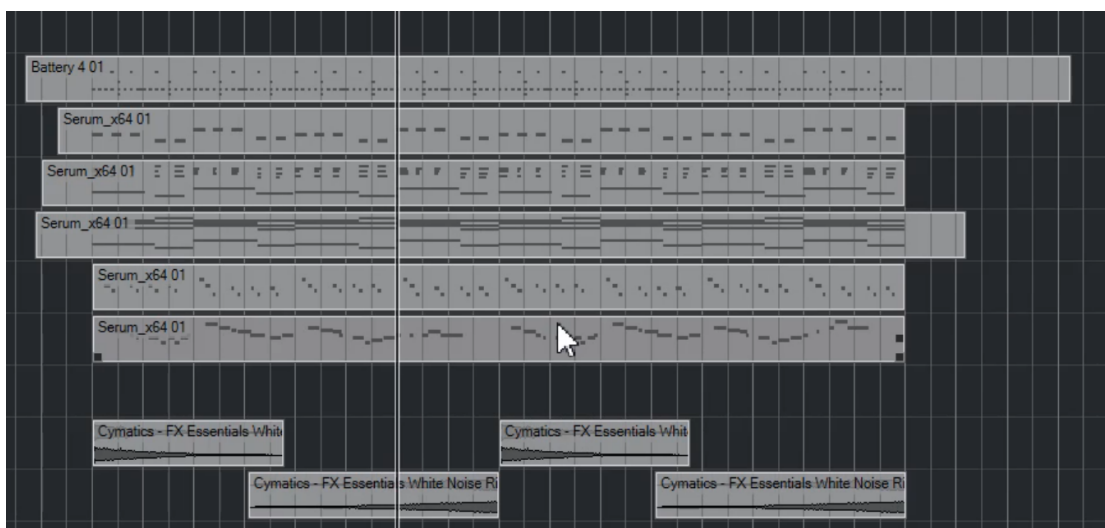 Battery 4 01
Serum_x64 01
Serum_x64 01
Serum_x64 01
Serum_x64 01
Serum_x64 01
Cymatics - FX Essentials Whit
Cymatics - FX Essentials Whit
Cymatics - FX Essentials White Noise Ri
Cymatics - FX Essentials White Noise Ri